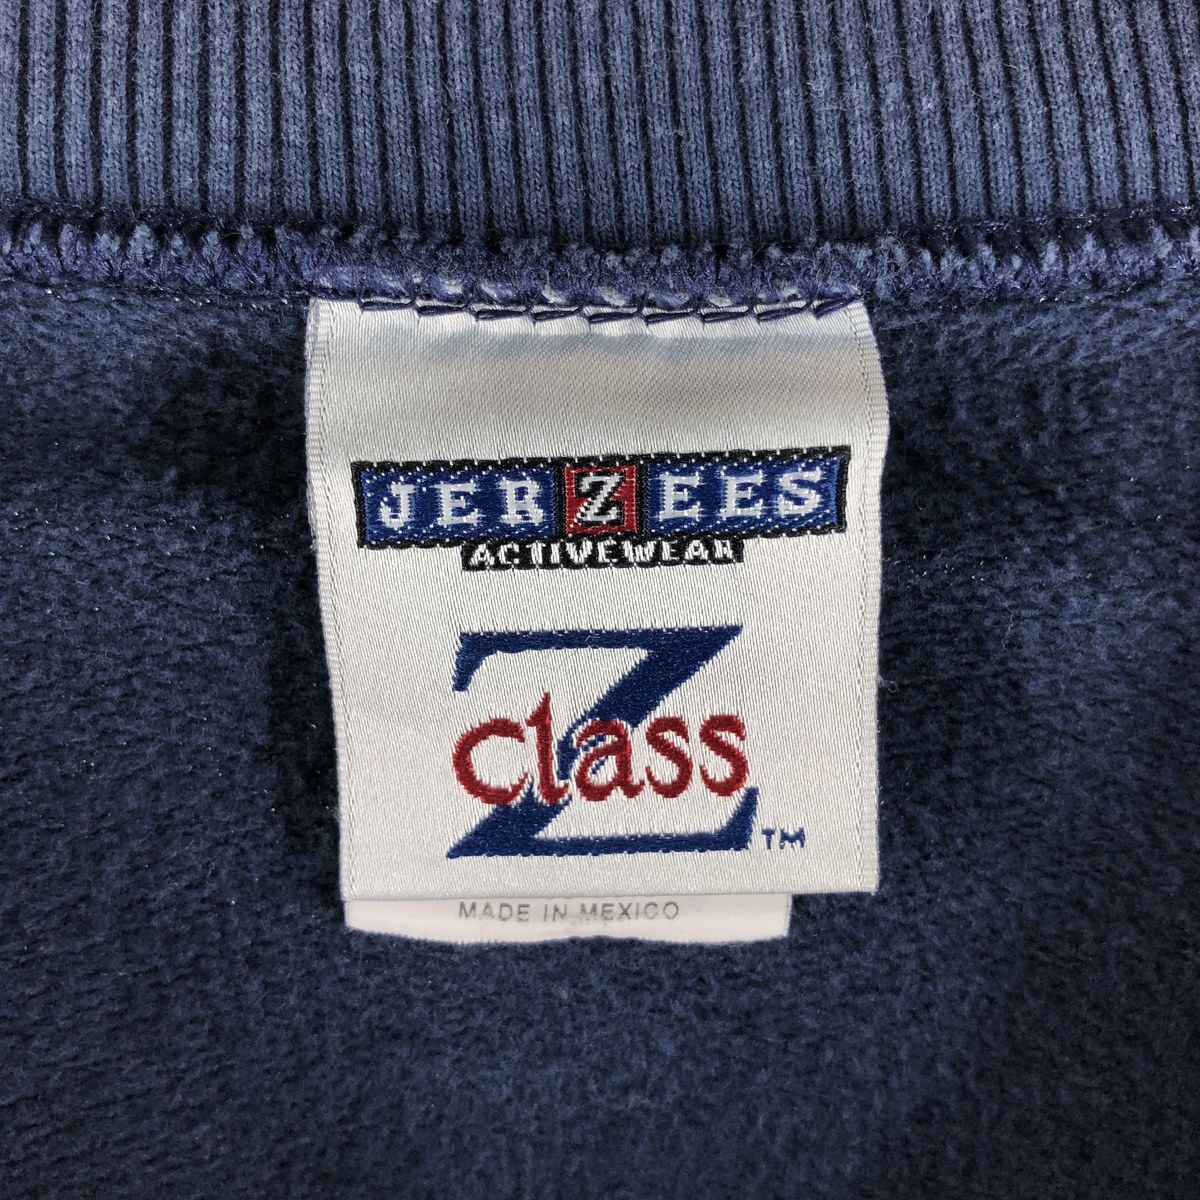 JERZEES
ACTIVEWEAR
Z
class
TM
MADE IN MEXICO